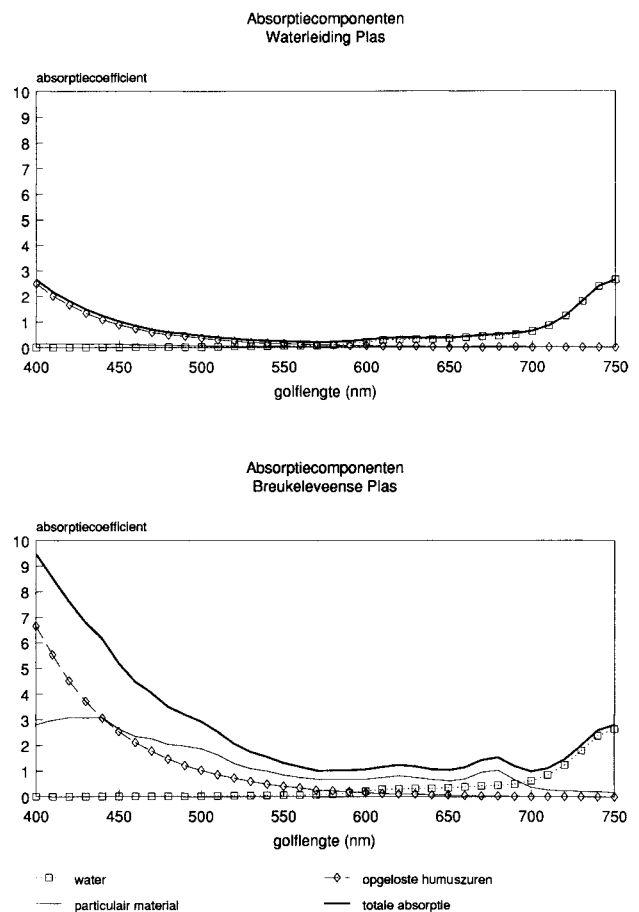 Absorptiecomponenten
Waterleiding Plas
absorptiecoefficient
10
9
8
7
6
5
4
3
2
1
0
400 450 500 550 600 650 700 750
golflengte (nm)
Absorptiecomponenten
Breukeleveense Plas
absorptiecoefficient
10
9
8
7
6
5
4
3
2
1
0
400 450 500 550 600 650 700 750
golflengte (nm)
water opgeloste humuszuren
particulair material totale absorptie